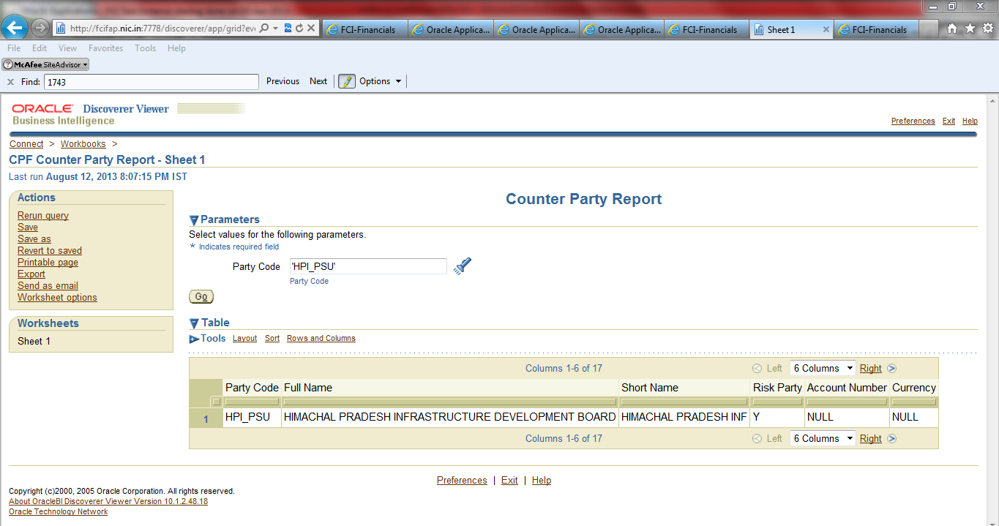 http://fcifap.nic.in:7778/discoverer/app/grid?eve
FCI-Financials
Oracle Applica...
Oracle Applica...
Oracle Applica...
FCI-Financials
Sheet 1
FCI-Financials
File Edit View Favorites Tools Help
McAfee SiteAdvisor
Find: 1743 Previous Next Options
ORACLE Discoverer Viewer
Business Intelligence
Preferences Exit Help
Connect > Workbooks >
CPF Counter Party Report - Sheet 1
Last run August 12, 2013 8:07:15 PM IST
Actions
Rerun query
Save
Save as
Revert to saved
Printable page
Export
Send as email
Worksheet options
Worksheets
Sheet 1
Counter Party Report
Parameters
Select values for the following parameters.
* Indicates required field
Party Code 'HPI_PSU'
Party Code
Go
Table
Tools Layout Sort Rows and Columns
Columns 1-6 of 17 Left 6 Columns Right
Party Code Full Name Short Name Risk Party Account Number Currency
1 HPI_PSU HIMACHAL PRADESH INFRASTRUCTURE DEVELOPMENT BOARD HIMACHAL PRADESH INF Y NULL NULL
Columns 1-6 of 17 Left 6 Columns Right
Preferences | Exit | Help
Copyright (c)2000, 2005 Oracle Corporation. All rights reserved.
About OracleBI Discoverer Viewer Version 10.1.2.48.18
Oracle Technology Network